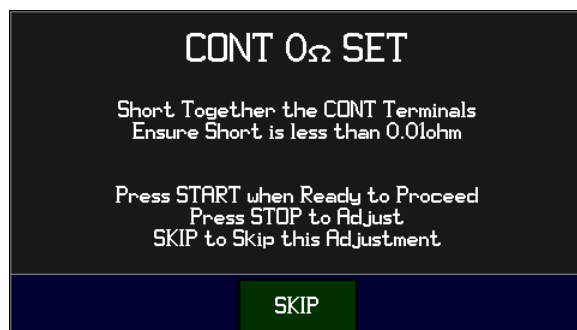 CONT 0Ω SET
Short Together the CONT Terminals
Ensure Short is less than 0.01ohm
Press START when Ready to Proceed
Press STOP to Adjust
SKIP to Skip this Adjustment
SKIP